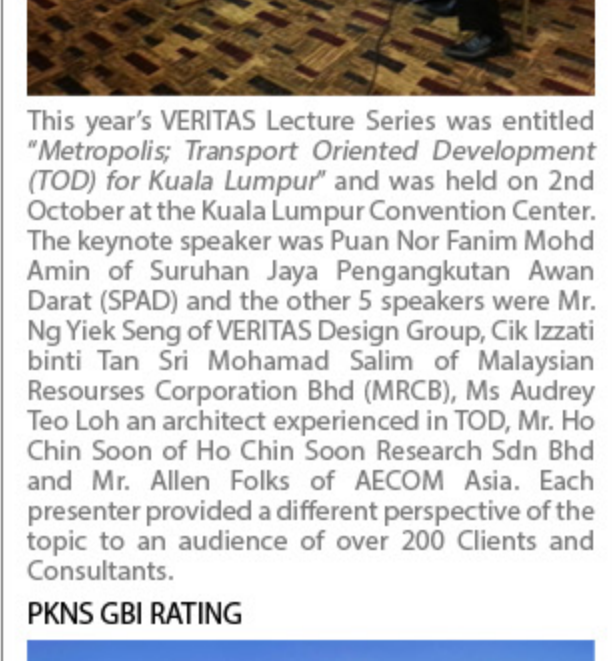 This year's VERITAS Lecture Series was entitled
"Metropolis; Transport Oriented Development
(TOD) for Kuala Lumpur" and was held on 2nd
October at the Kuala Lumpur Convention Center.
The keynote speaker was Puan Nor Fanim Mohd
Amin of Suruhan Jaya Pengangkutan Awan
Darat (SPAD) and the other 5 speakers were Mr.
Ng Yiek Seng of VERITAS Design Group, Cik Izzati
binti Tan Sri Mohamad Salim of Malaysian
Resourses Corporation Bhd (MRCB), Ms Audrey
Teo Loh an architect experienced in TOD, Mr. Ho
Chin Soon of Ho Chin Soon Research Sdn Bhd
and Mr. Allen Folks of AECOM Asia. Each
presenter provided a different perspective of the
topic to an audience of over 200 Clients and
Consultants.
PKNS GBI RATING